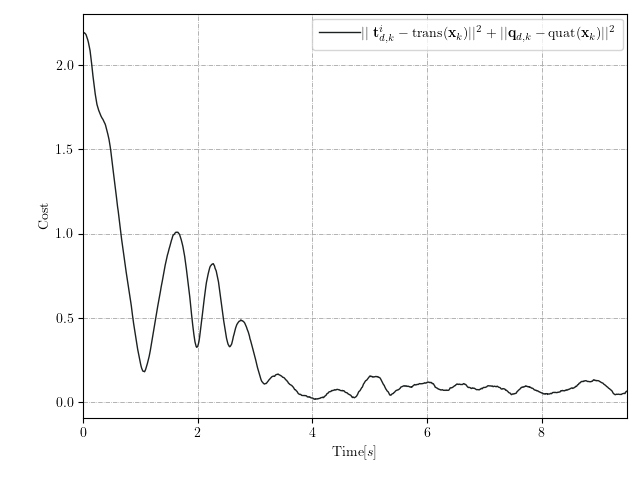 || t^i_{d,k} − trans(x_k)||^2 + ||q_{d,k} − quat(x_k)||^2
2.0
1.5
1.0
0.5
0.0
Cost
0 2 4 6 8
Time[s]